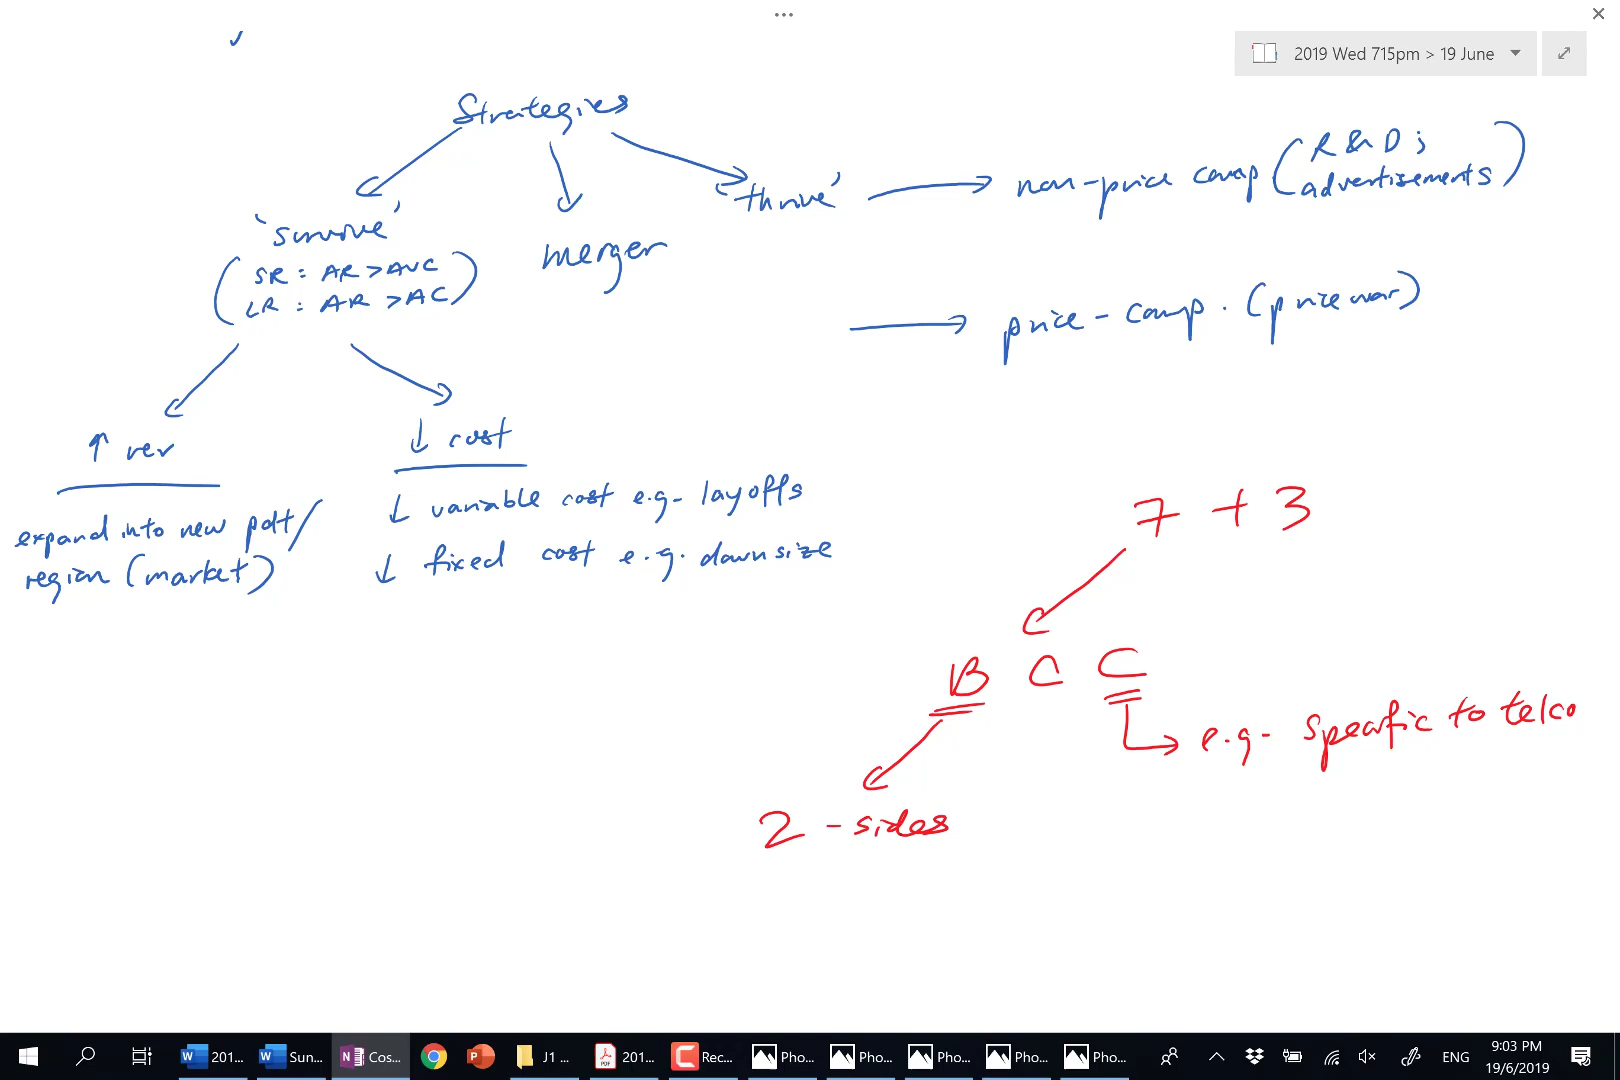 2019 Wed 715pm > 19 June
Strategies
'survive'
(SR : AR > AVC
LR : AR > AC)
merger
'thrive'
non-price comp (R & D ;
advertisements)
price - comp. (price war)
↑ rev
expand into new pdt/
region (market)
↓ cost
↓ variable cost e.g. layoffs
↓ fixed cost e.g. downsize
7 + 3
B C C
e.g. specific to telco
2 - sides
201...
Sun...
Cos...
J1 ...
201...
Rec...
Pho...
Pho...
Pho...
Pho...
Pho...
ENG
9:03 PM
19/6/2019